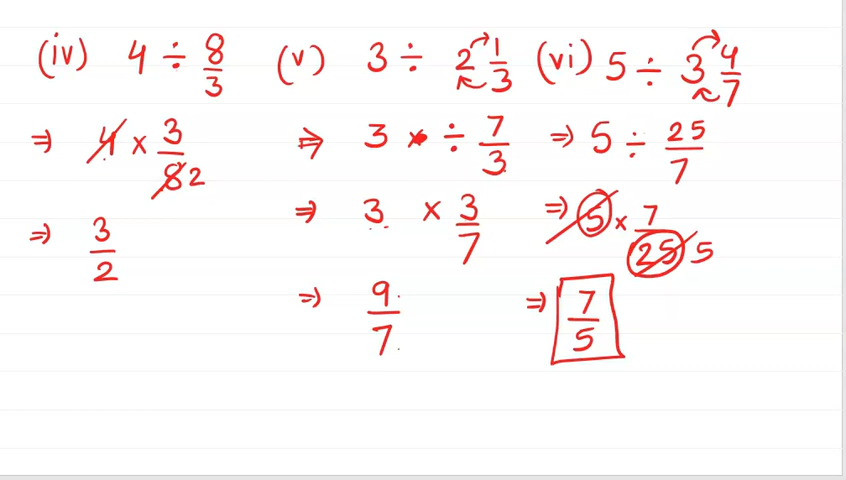 (iv) 4 ÷ 8/3
⇒ 4 × 3/8 2
⇒ 3/2
(v) 3 ÷ 2 1/3
⇒ 3 ÷ 7/3
⇒ 3 × 3/7
⇒ 9/7
(vi) 5 ÷ 3 4/7
⇒ 5 ÷ 25/7
⇒ 5 × 7/25 5
⇒ 7/5